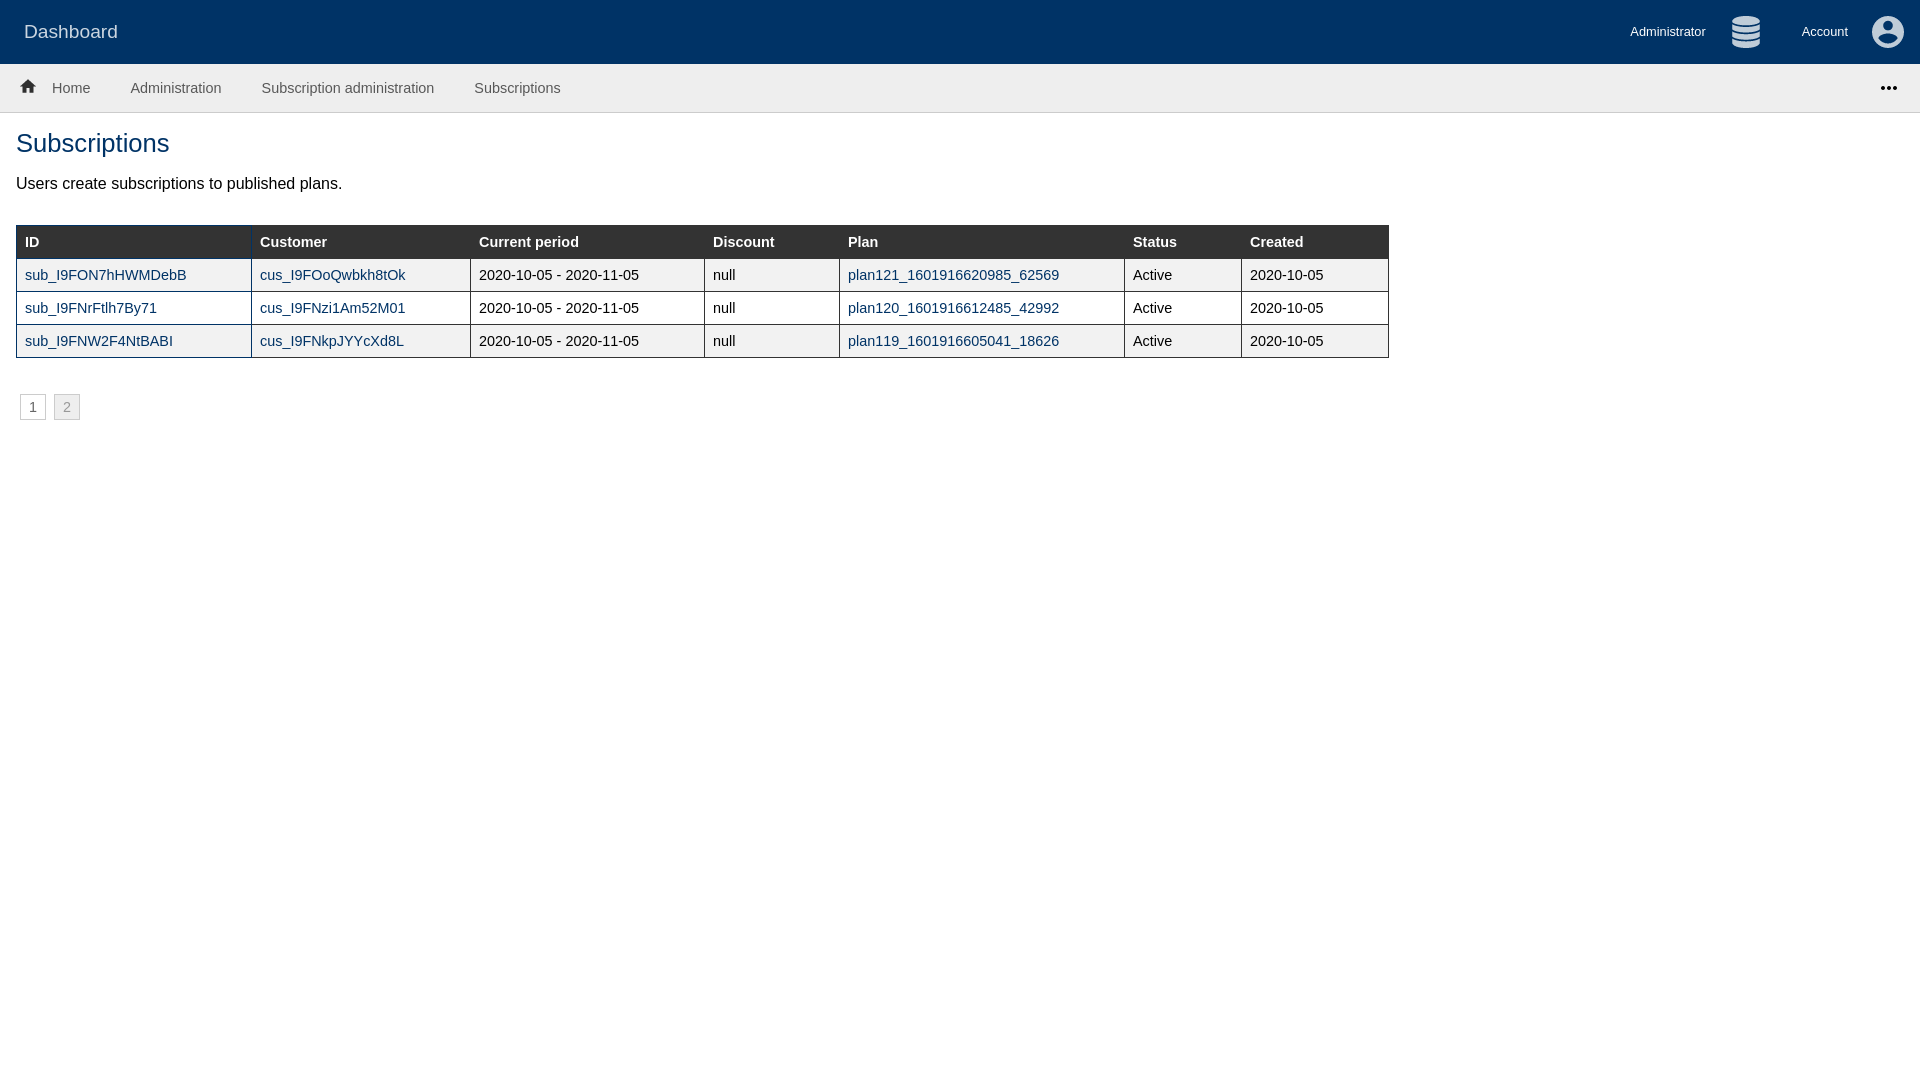 Dashboard Administrator Account
Home Administration Subscription administration Subscriptions
Subscriptions
Users create subscriptions to published plans.
ID Customer Current period Discount Plan Status Created
sub_I9FON7hHWMDebB cus_I9FOoQwbkh8tOk 2020-10-05 - 2020-11-05 null plan121_1601916620985_62569 Active 2020-10-05
sub_I9FNrFtlh7By71 cus_I9FNzi1Am52M01 2020-10-05 - 2020-11-05 null plan120_1601916612485_42992 Active 2020-10-05
sub_I9FNW2F4NtBABI cus_I9FNkpJYYcXd8L 2020-10-05 - 2020-11-05 null plan119_1601916605041_18626 Active 2020-10-05
1 2